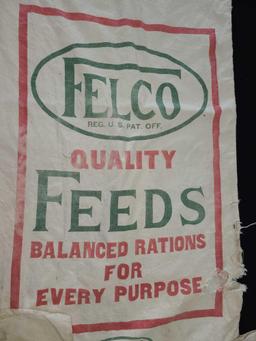 FELCO
REG. U.S. PAT. OFF.
QUALITY
FEEDS
BALANCED RATIONS
FOR
EVERY PURPOSE